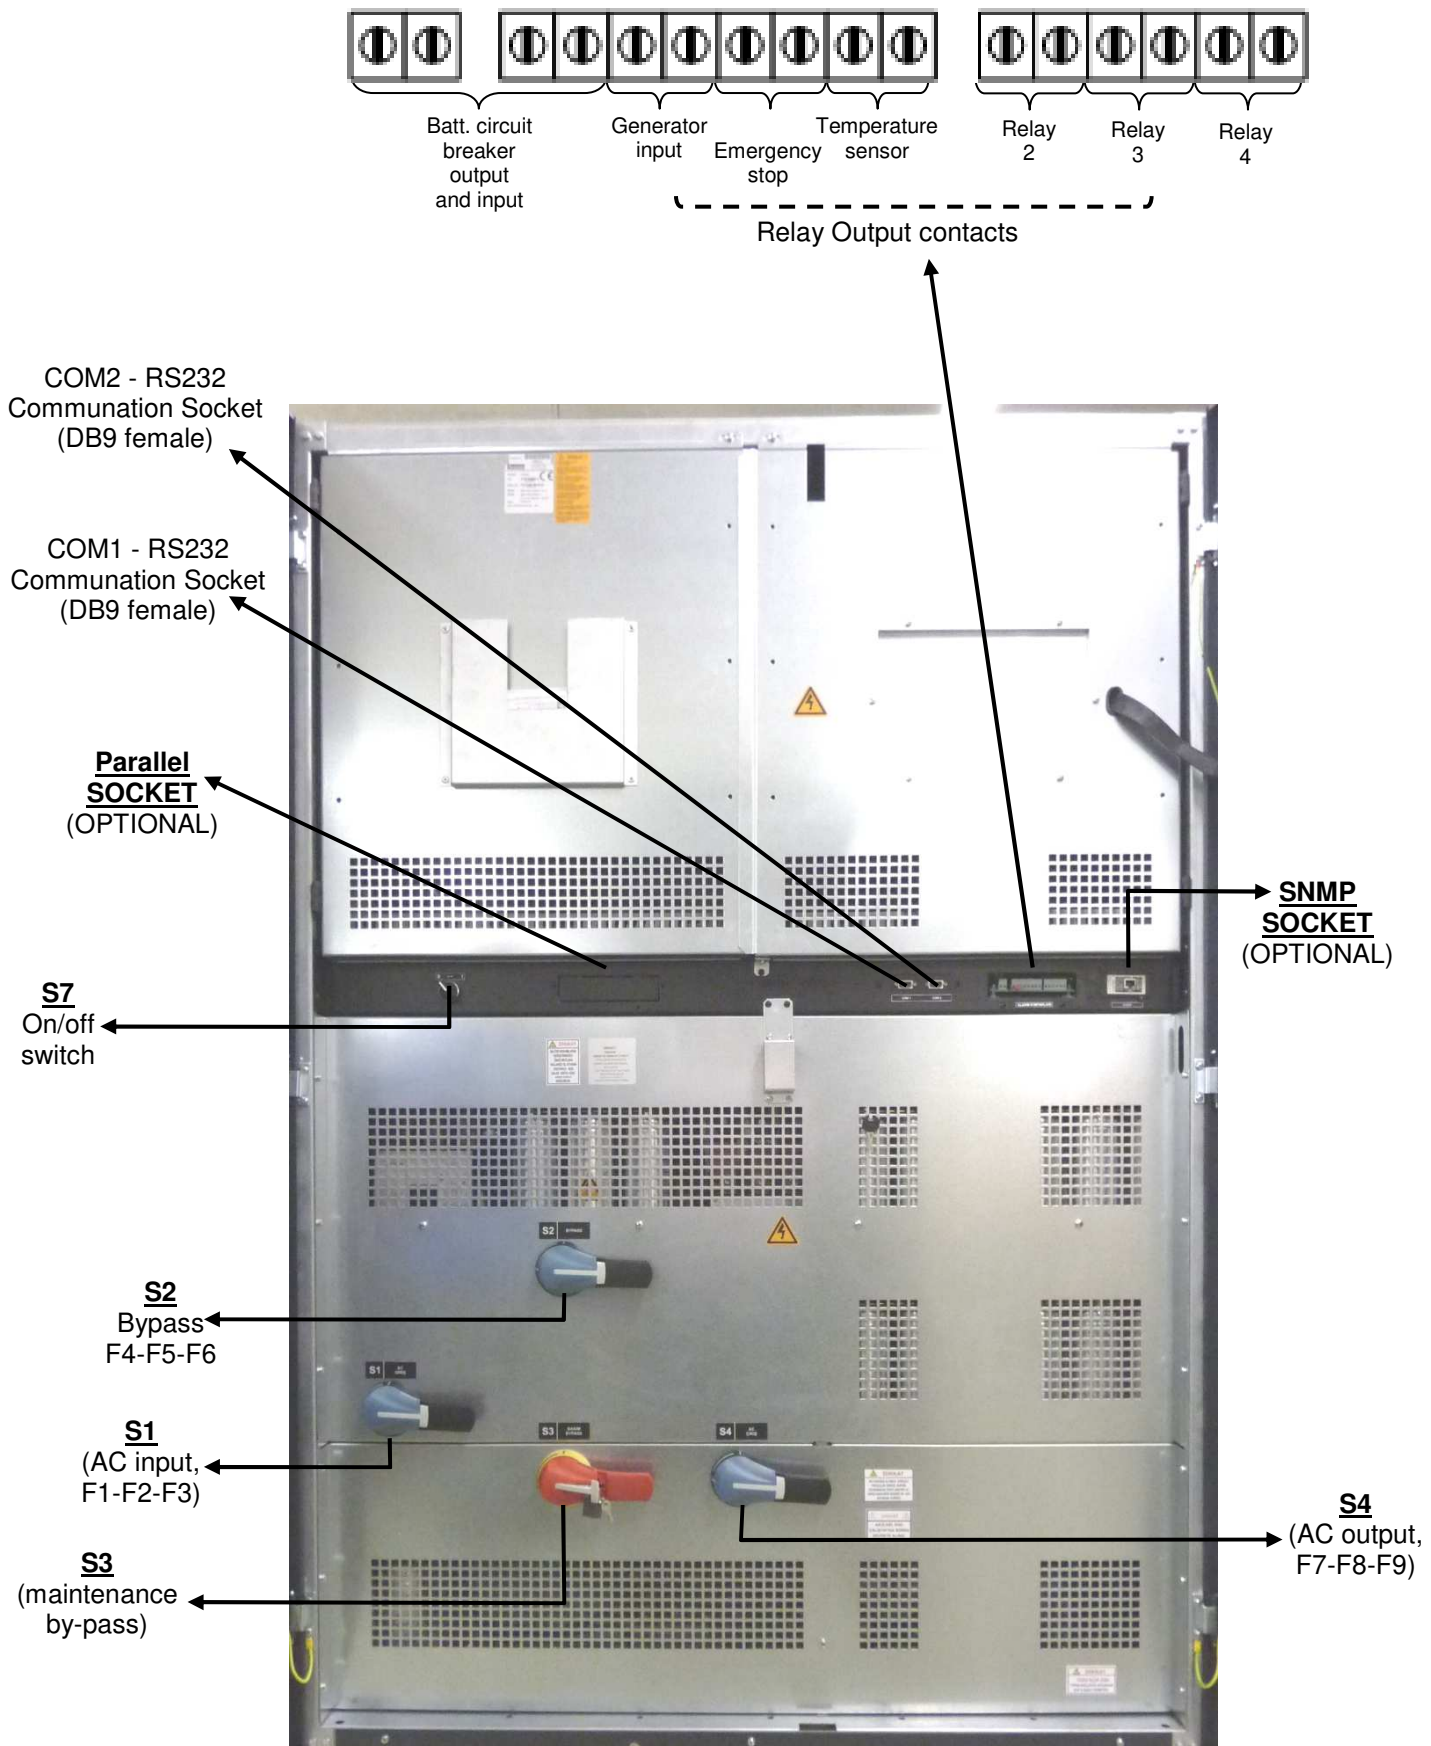 Batt. circuit
breaker
output
and input
Generator
input
Emergency
stop
Temperature
sensor
Relay
2
Relay
3
Relay
4
Relay Output contacts
COM2 - RS232
Communation Socket
(DB9 female)
COM1 - RS232
Communation Socket
(DB9 female)
Parallel
SOCKET
(OPTIONAL)
SNMP
SOCKET
(OPTIONAL)
S7
On/off
switch
S2
Bypass
F4-F5-F6
S1
(AC input,
F1-F2-F3)
S3
(maintenance
by-pass)
S4
(AC output,
F7-F8-F9)
S2 BYPASS
S1
S3
S4